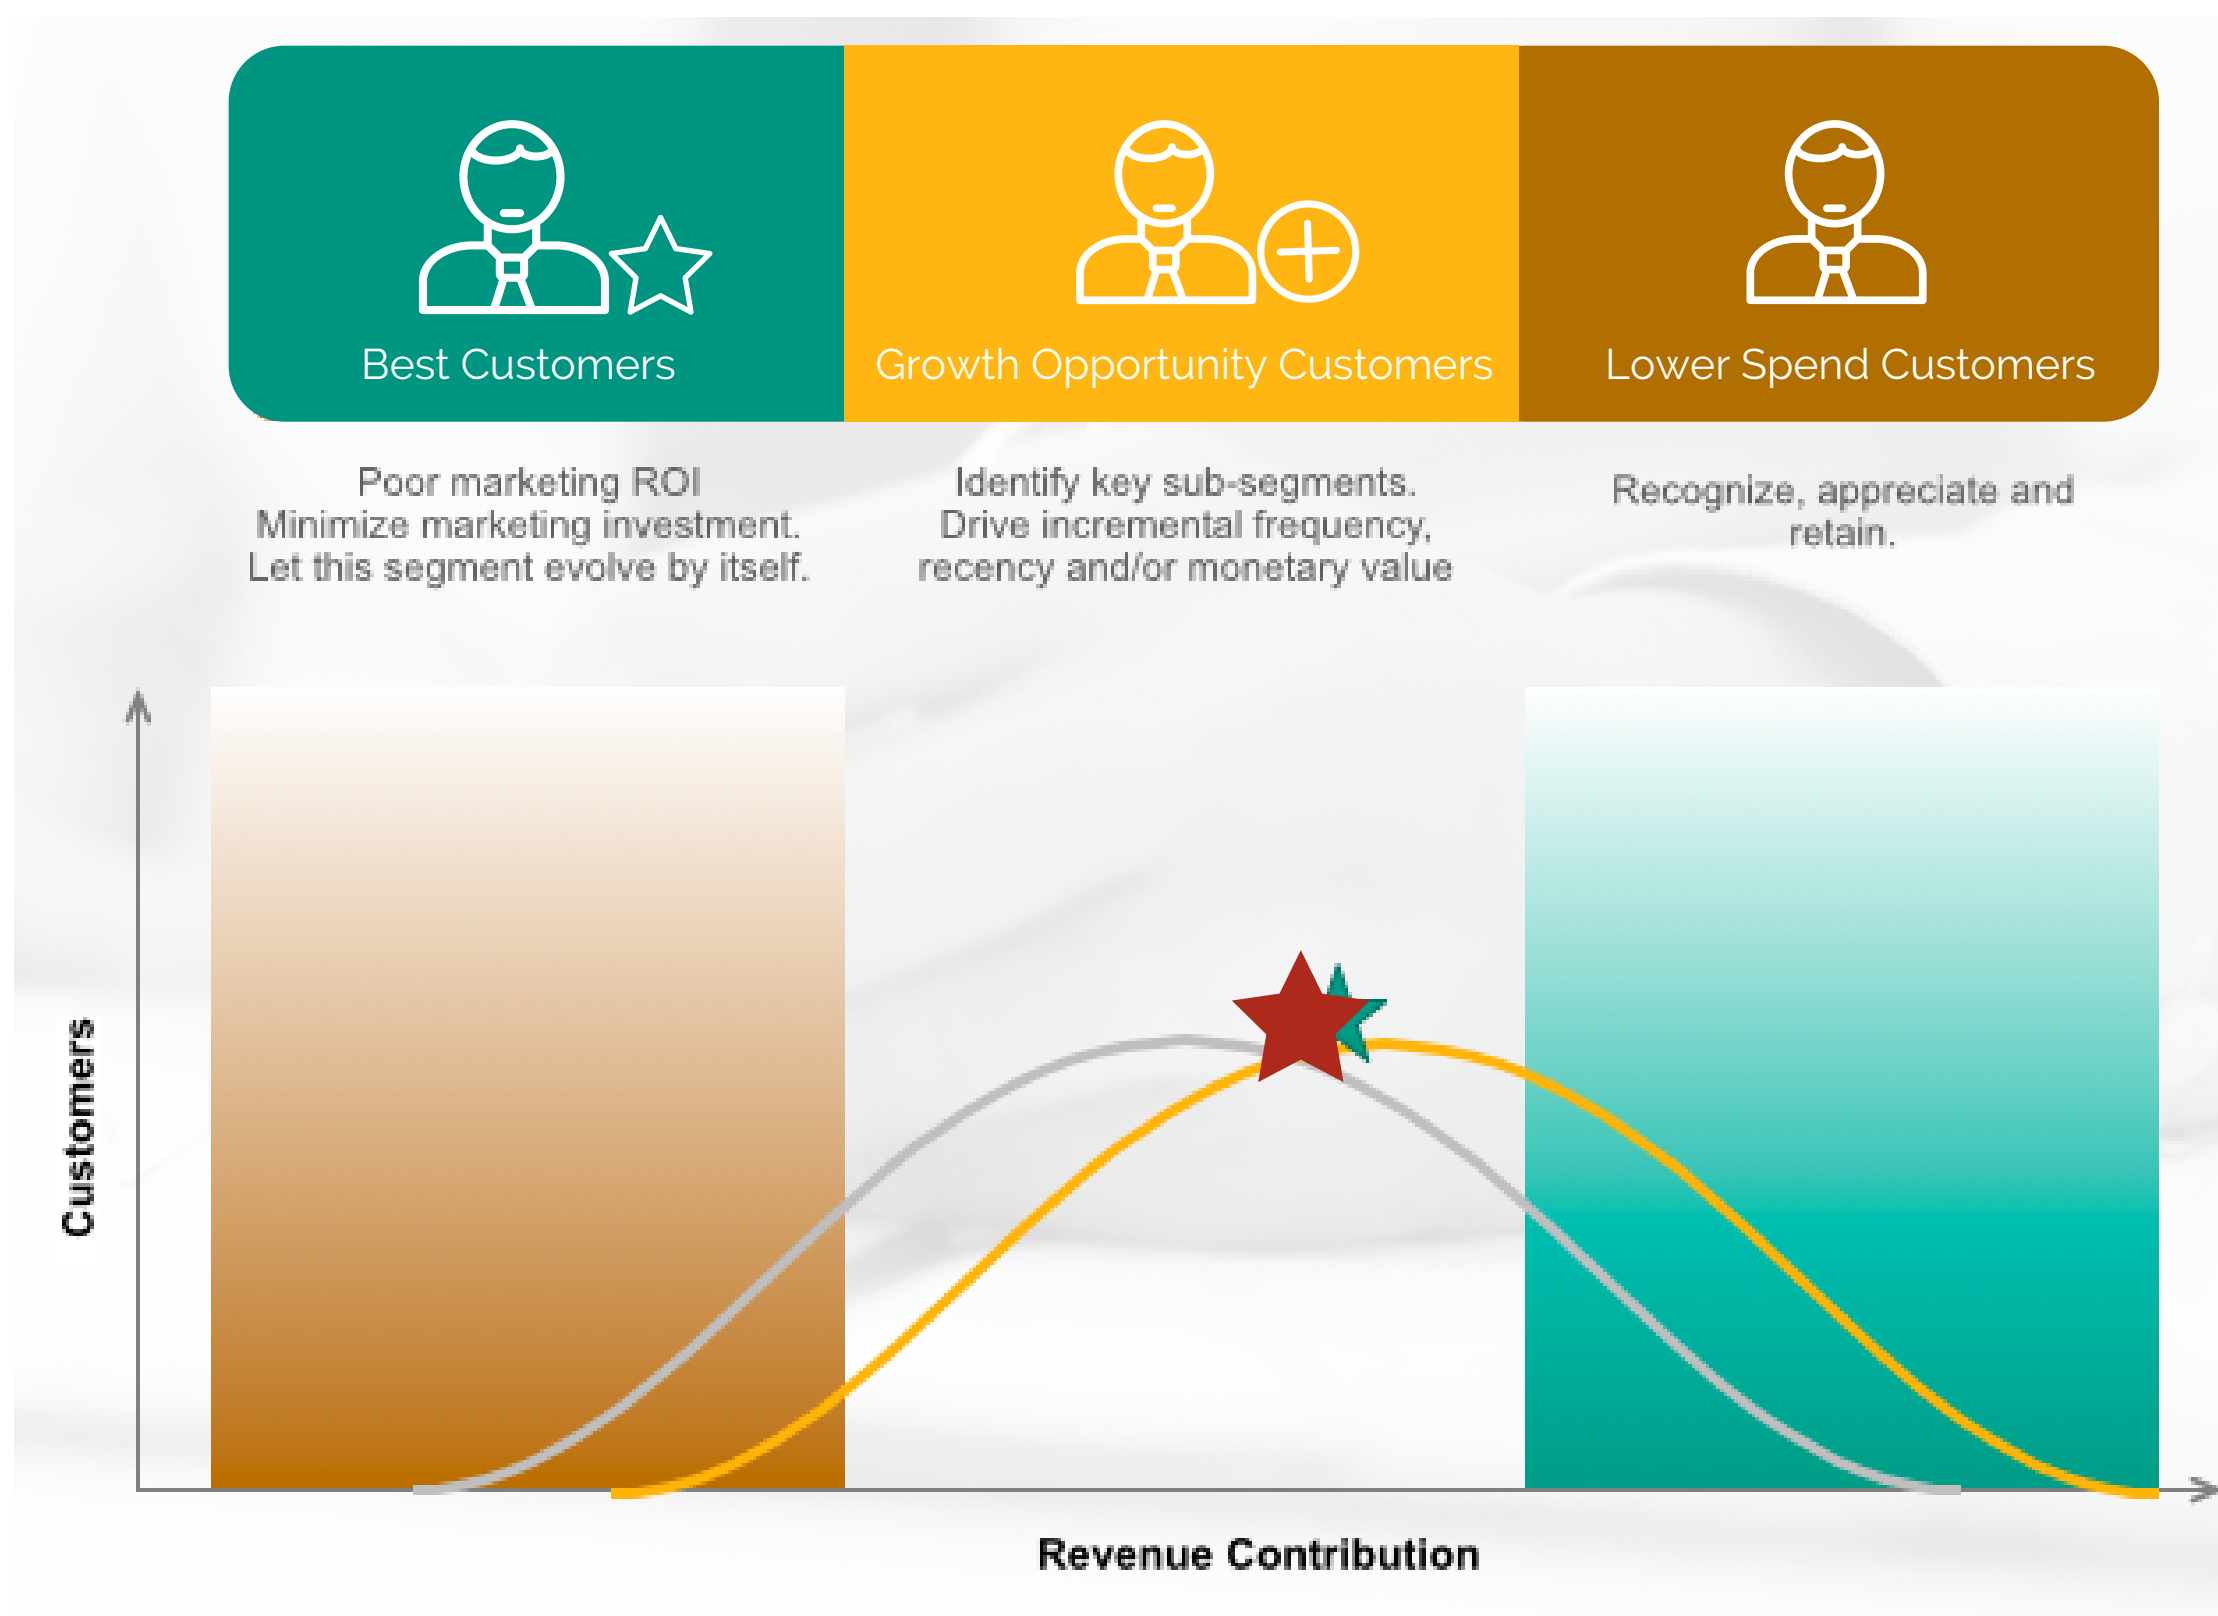 Best Customers
Growth Opportunity Customers
Lower Spend Customers
Poor marketing ROI
Minimize marketing investment.
Let this segment evolve by itself.
Identify key sub-segments.
Drive incremental frequency,
recency and/or monetary value
Recognize, appreciate and
retain.
Customers
Revenue Contribution